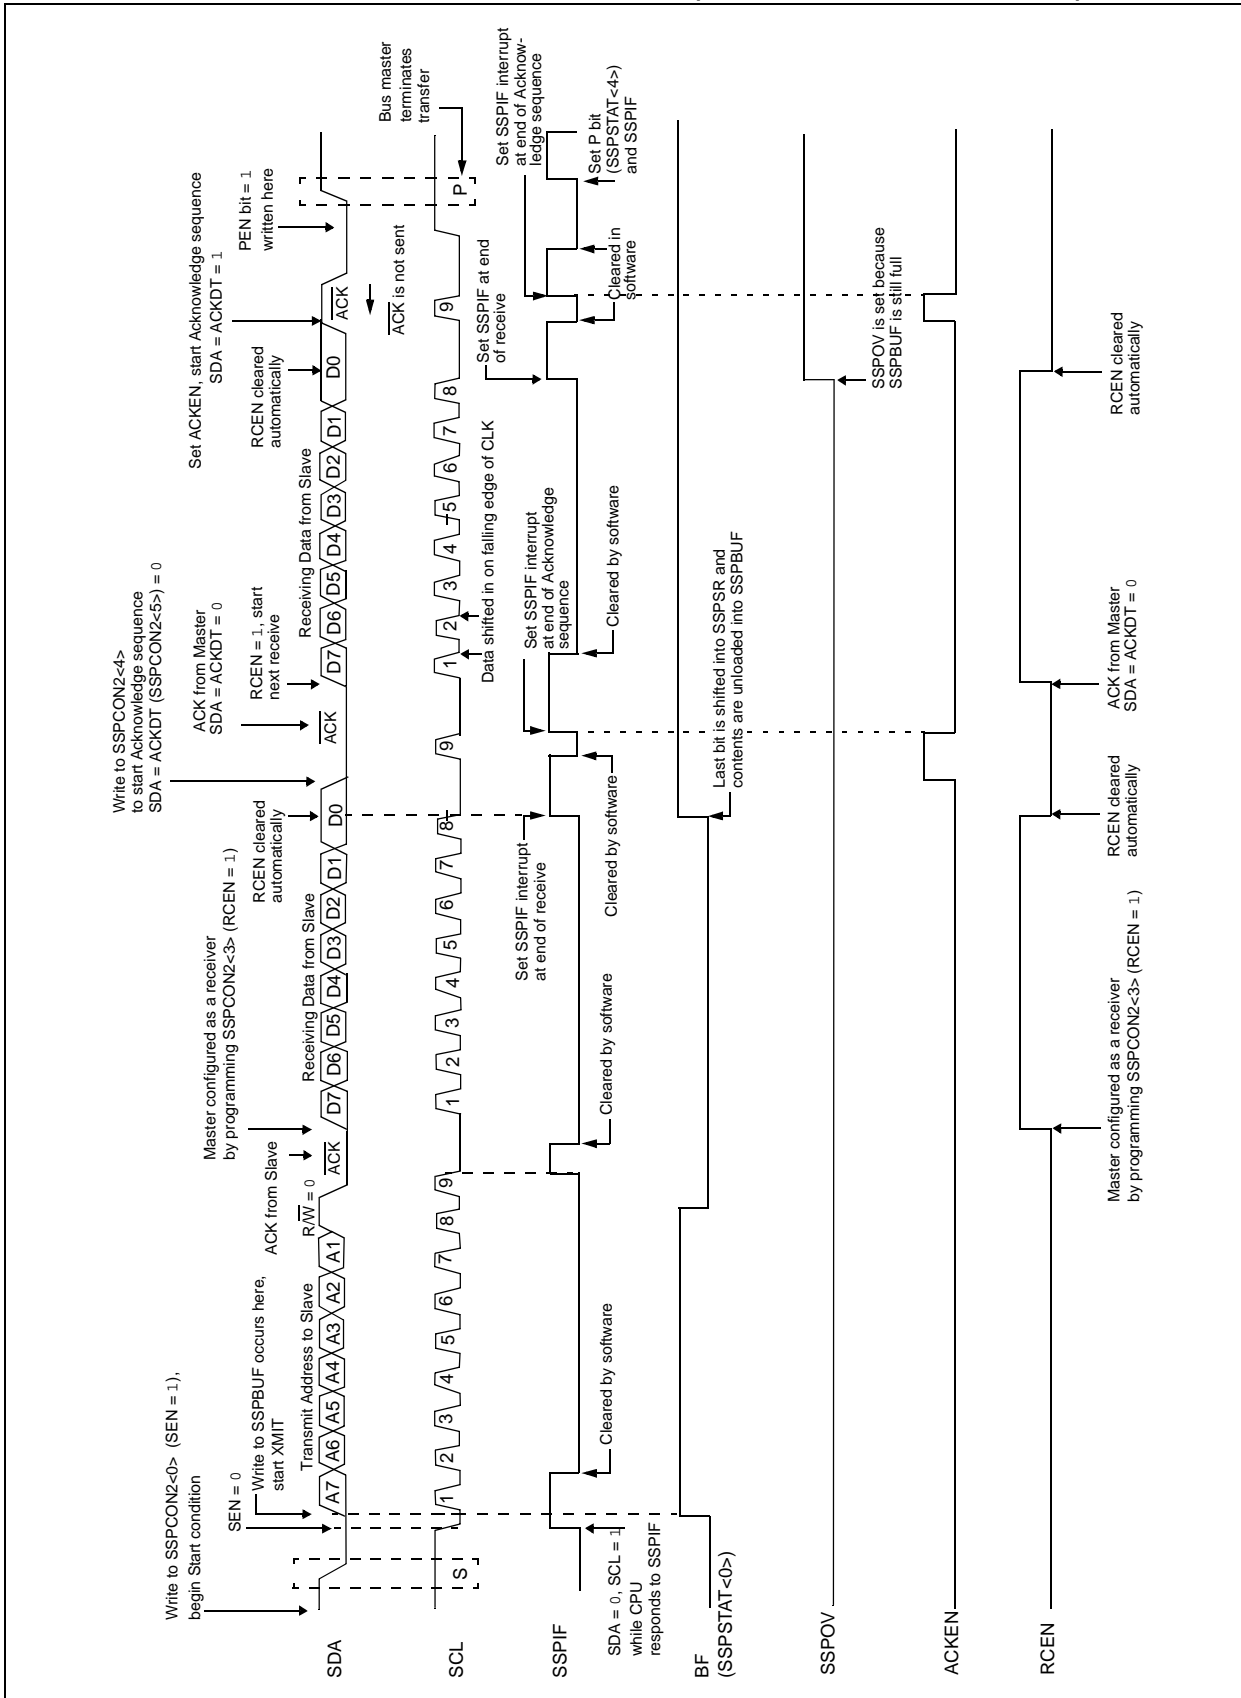 Write to SSPCON2<0> (SEN = 1),
begin Start condition
SEN = 0
Write to SSPBUF occurs here,
start XMIT
ACK from Slave
Master configured as a receiver
by programming SSPCON2<3> (RCEN = 1)
RCEN cleared
automatically
Write to SSPCON2<4>
to start Acknowledge sequence
SDA = ACKDT (SSPCON2<5>) = 0
ACK from Master
SDA = ACKDT = 0
RCEN = 1, start
next receive
RCEN cleared
automatically
Set ACKEN, start Acknowledge sequence
SDA = ACKDT = 1
PEN bit = 1
written here
Transmit Address to Slave
R/W = 0
Receiving Data from Slave
Receiving Data from Slave
SDA
A7 A6 A5 A4 A3 A2 A1 ACK D7 D6 D5 D4 D3 D2 D1 D0 ACK D7 D6 D5 D4 D3 D2 D1 D0 ACK
ACK is not sent
Bus master
terminates
transfer
SCL
S 1 2 3 4 5 6 7 8 9 1 2 3 4 5 6 7 8 9 1 2 3 4 5 6 7 8 9 P
Data shifted in on falling edge of CLK
Set SSPIF interrupt
at end of receive
Set SSPIF interrupt
at end of Acknowledge
sequence
Set SSPIF at end
of receive
Set SSPIF interrupt
at end of Acknow-
ledge sequence
SSPIF
SDA = 0, SCL = 1
while CPU
responds to SSPIF
Cleared by software
Cleared by software
Cleared by software
Cleared by software
Cleared in
software
Set P bit
(SSPSTAT<4>)
and SSPIF
BF
(SSPSTAT<0>)
Last bit is shifted into SSPSR and
contents are unloaded into SSPBUF
SSPOV
SSPOV is set because
SSPBUF is still full
ACKEN
RCEN
Master configured as a receiver
by programming SSPCON2<3> (RCEN = 1)
RCEN cleared
automatically
ACK from Master
SDA = ACKDT = 0
RCEN cleared
automatically